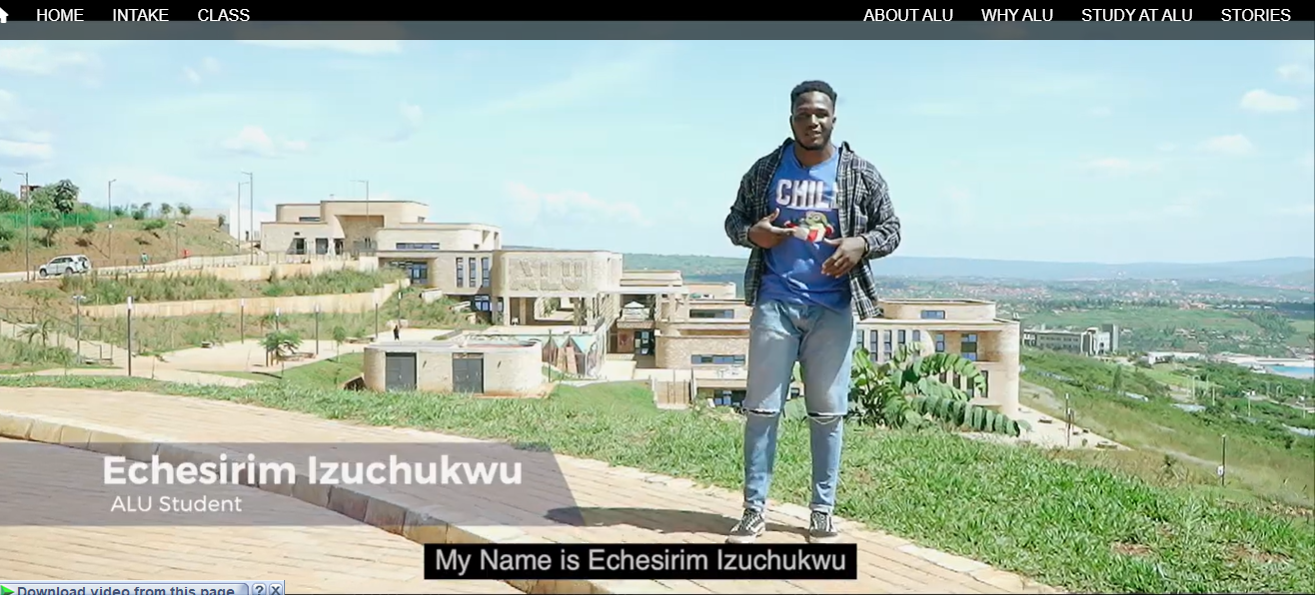 HOME INTAKE CLASS ABOUT ALU WHY ALU STUDY AT ALU STORIES
CHILL
ALU
Echesirim Izuchukwu
ALU Student
My Name is Echesirim Izuchukwu
Download video from this page ? X